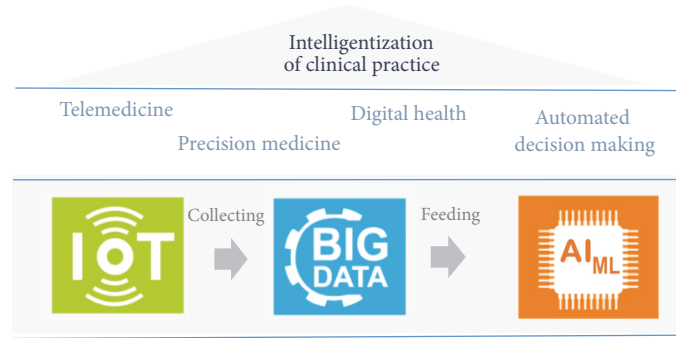 Intelligentization
of clinical practice
Telemedicine
Precision medicine
Digital health
Automated
decision making
IoT
Collecting
BIG
DATA
Feeding
AI
ML